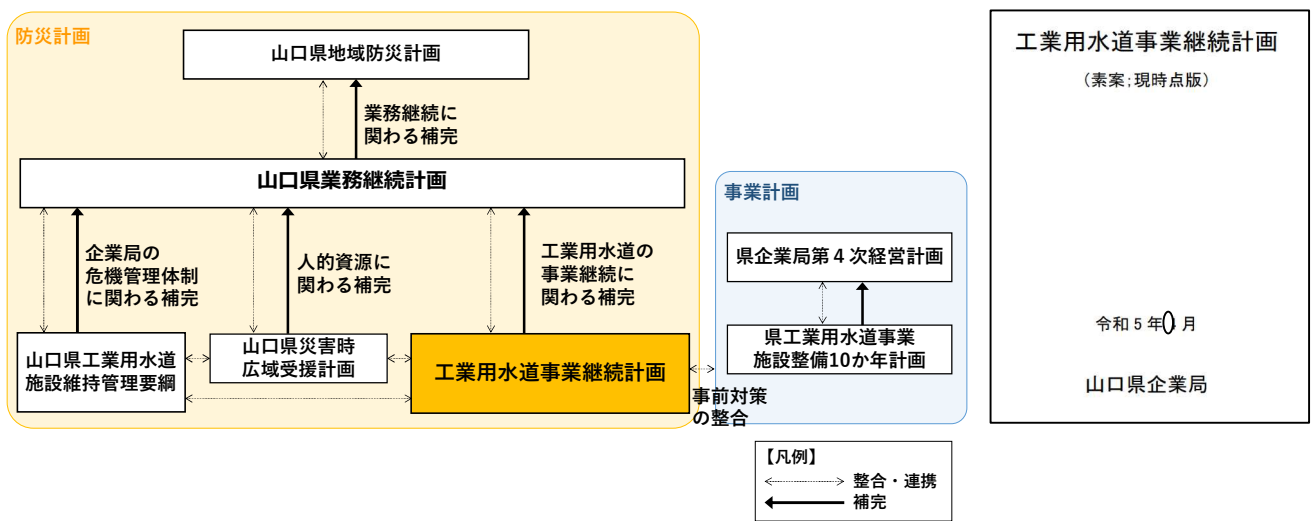 防災計画
山口県地域防災計画
業務継続に
関わる補完
山口県業務継続計画
企業局の
危機管理体制
に関わる補完
人的資源に
関わる補完
工業用水道の
事業継続に
関わる補完
山口県工業用水道
施設維持管理要綱
山口県災害時
広域受援計画
工業用水道事業継続計画
事前対策
の整合
事業計画
県企業局第4次経営計画
県工業用水道事業
施設整備10か年計画
【凡例】
整合・連携
補完
工業用水道事業継続計画
(素案;現時点版)
令和5年 月
山口県企業局